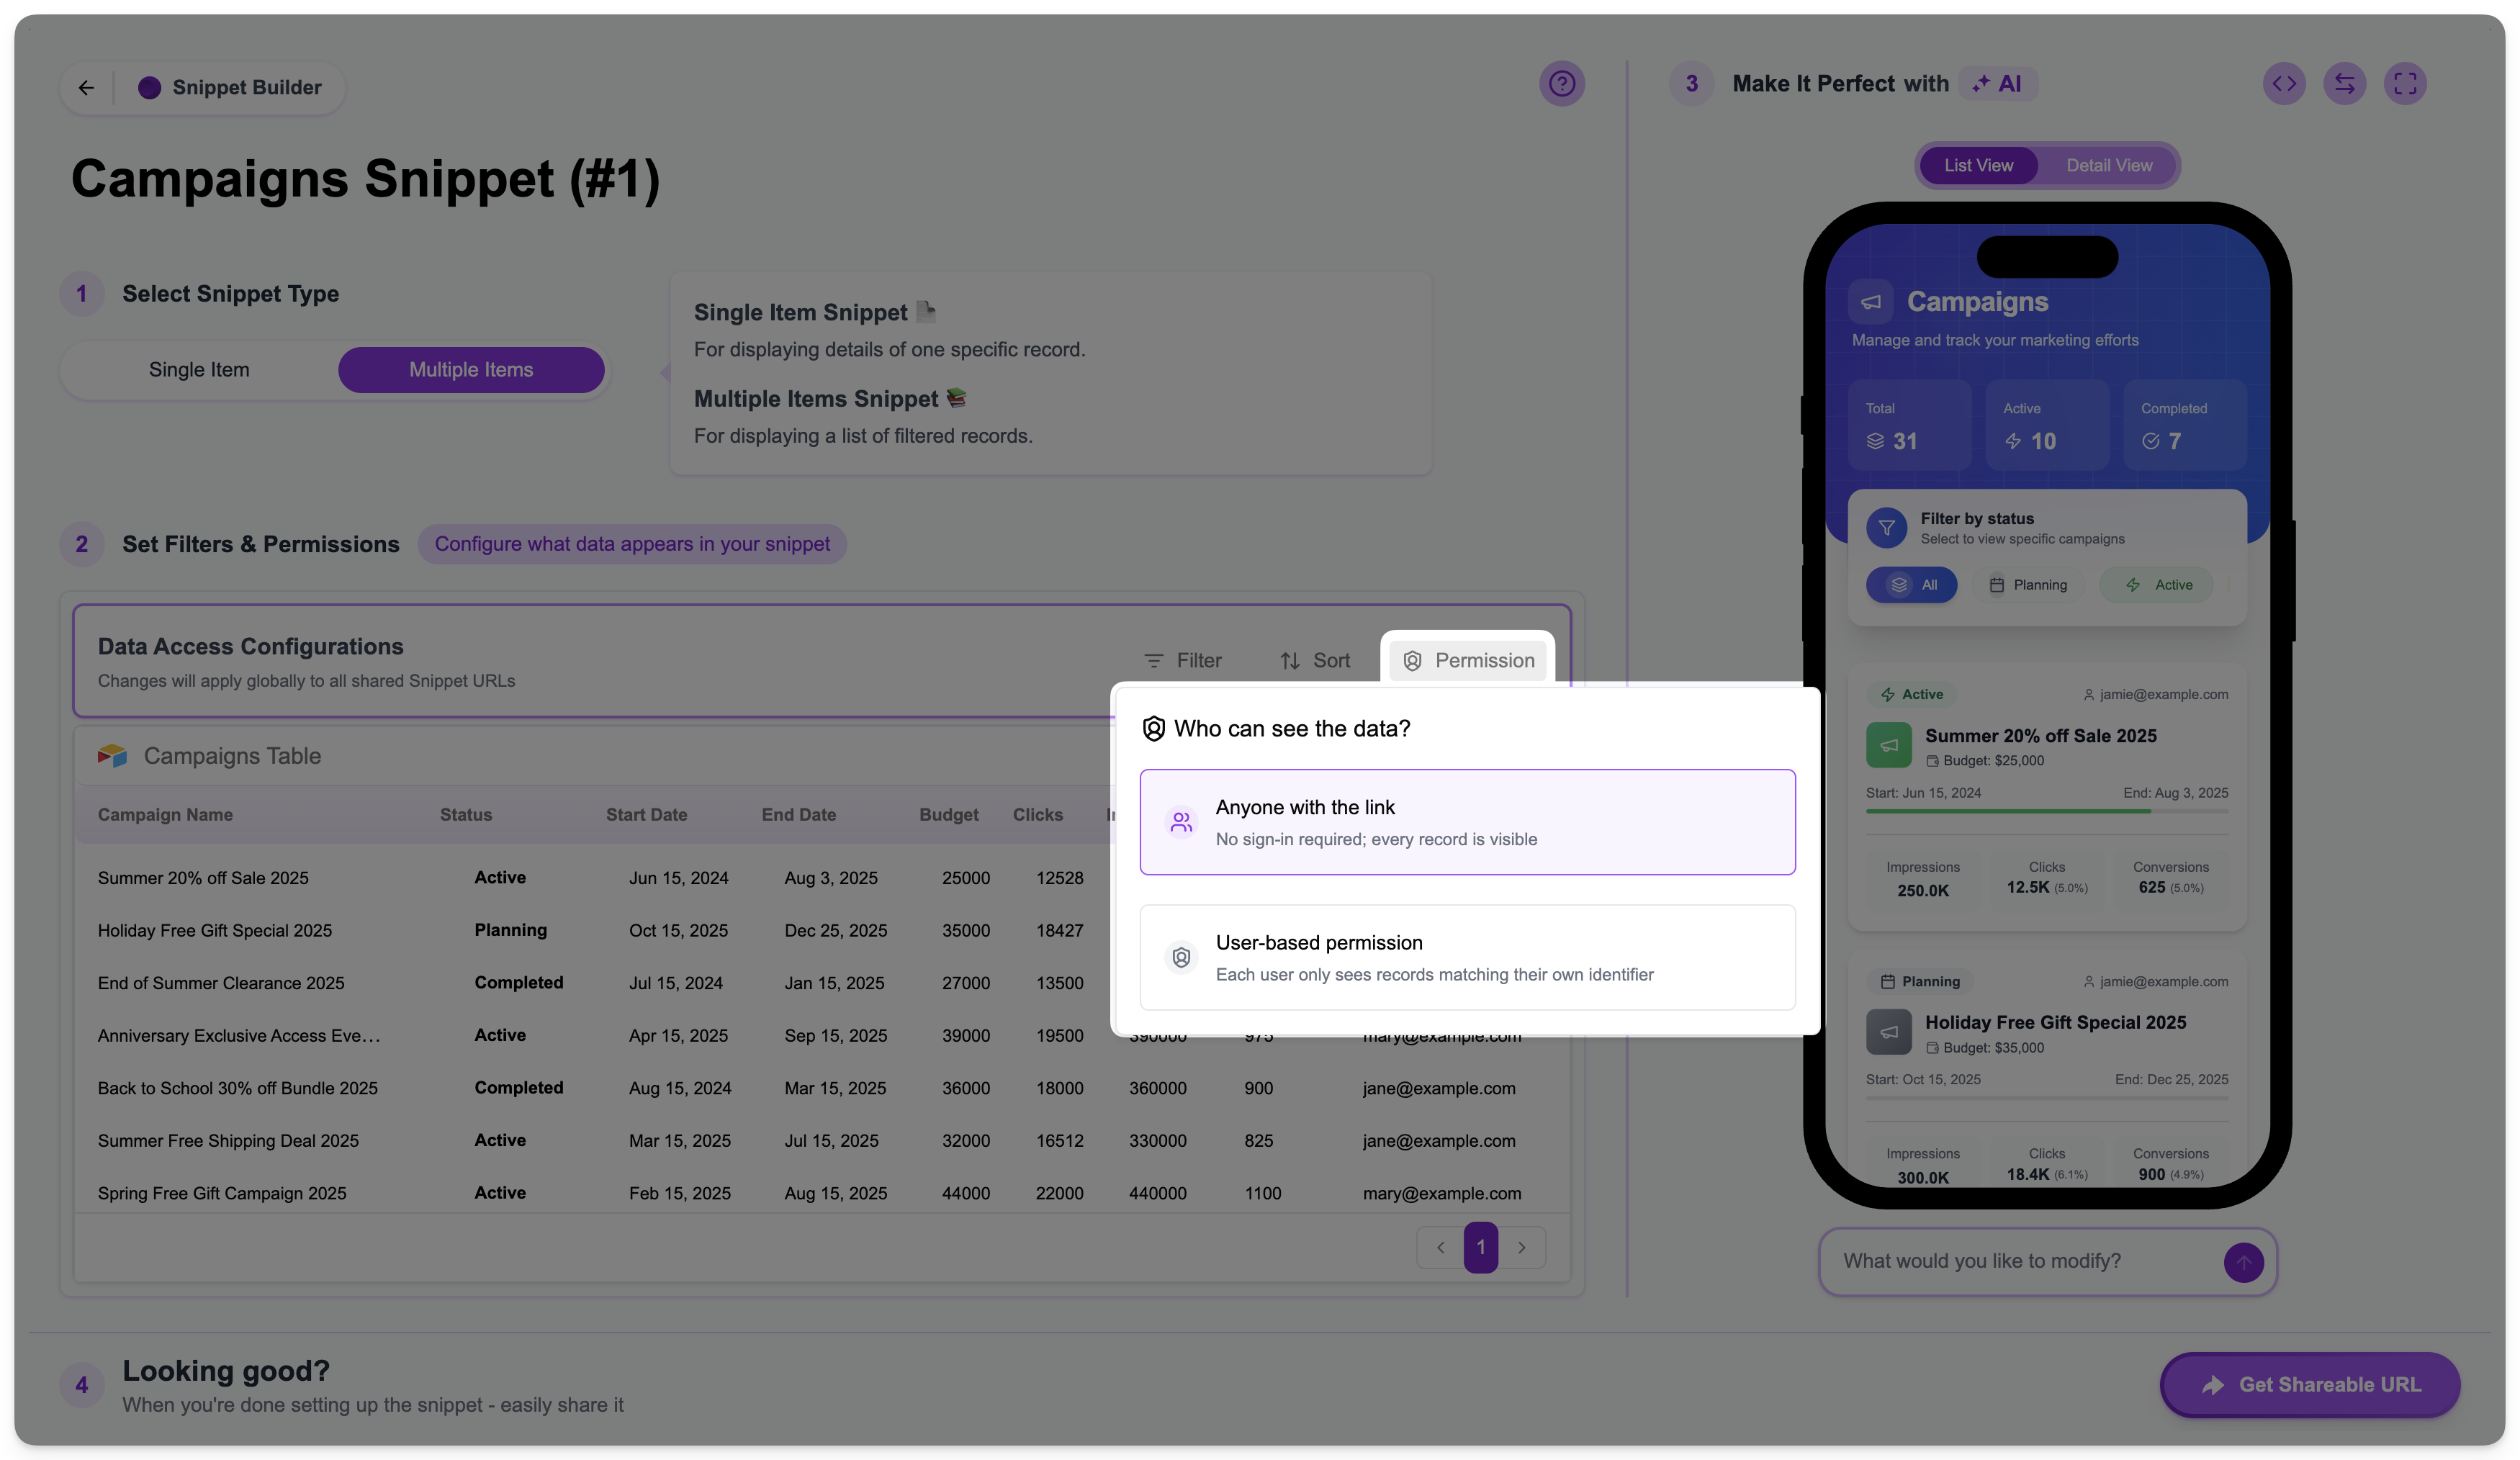 Snippet Builder
Campaigns Snippet (#1)
1 Select Snippet Type
Single Item Multiple Items
Single Item Snippet
For displaying details of one specific record.
Multiple Items Snippet
For displaying a list of filtered records.
2 Set Filters & Permissions Configure what data appears in your snippet
Data Access Configurations
Changes will apply globally to all shared Snippet URLs
Filter Sort Permission
Who can see the data?
Anyone with the link
No sign-in required; every record is visible
User-based permission
Each user only sees records matching their own identifier
Campaigns Table
Campaign Name Status Start Date End Date Budget Clicks
Summer 20% off Sale 2025 Active Jun 15, 2024 Aug 3, 2025 25000 12528
Holiday Free Gift Special 2025 Planning Oct 15, 2025 Dec 25, 2025 35000 18427
End of Summer Clearance 2025 Completed Jul 15, 2024 Jan 15, 2025 27000 13500
Anniversary Exclusive Access Eve... Active Apr 15, 2025 Sep 15, 2025 39000 19500 390000 975 mary@example.com
Back to School 30% off Bundle 2025 Completed Aug 15, 2024 Mar 15, 2025 36000 18000 360000 900 jane@example.com
Summer Free Shipping Deal 2025 Active Mar 15, 2025 Jul 15, 2025 32000 16512 330000 825 jane@example.com
Spring Free Gift Campaign 2025 Active Feb 15, 2025 Aug 15, 2025 44000 22000 440000 1100 mary@example.com
1
3 Make It Perfect with AI
List View Detail View
Campaigns
Manage and track your marketing efforts
Total Active Completed
31 10 7
Filter by status
Select to view specific campaigns
All Planning Active
Active jamie@example.com
Summer 20% off Sale 2025
Budget: $25,000
Start: Jun 15, 2024 End: Aug 3, 2025
Impressions Clicks Conversions
250.0K 12.5K (5.0%) 625 (5.0%)
Planning jamie@example.com
Holiday Free Gift Special 2025
Budget: $35,000
Start: Oct 15, 2025 End: Dec 25, 2025
Impressions Clicks Conversions
300.0K 18.4K (6.1%) 900 (4.9%)
What would you like to modify?
4 Looking good?
When you're done setting up the snippet - easily share it
Get Shareable URL